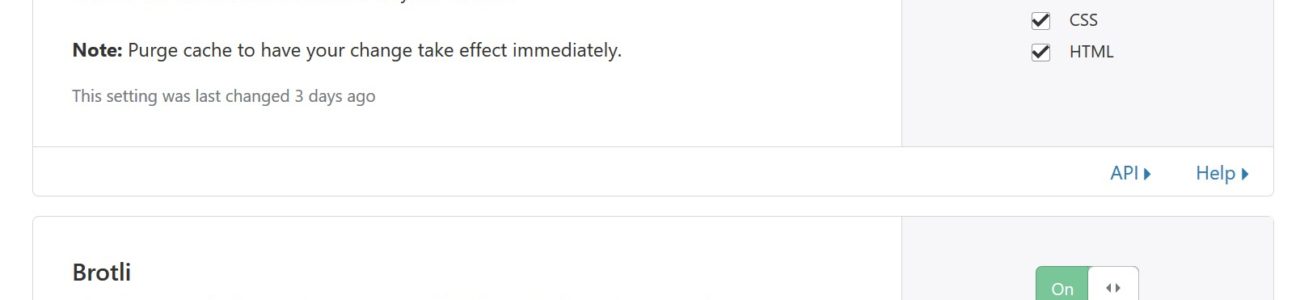 CSS
Note: Purge cache to have your change take effect immediately.
HTML
This setting was last changed 3 days ago
API
Help
Brotli
On